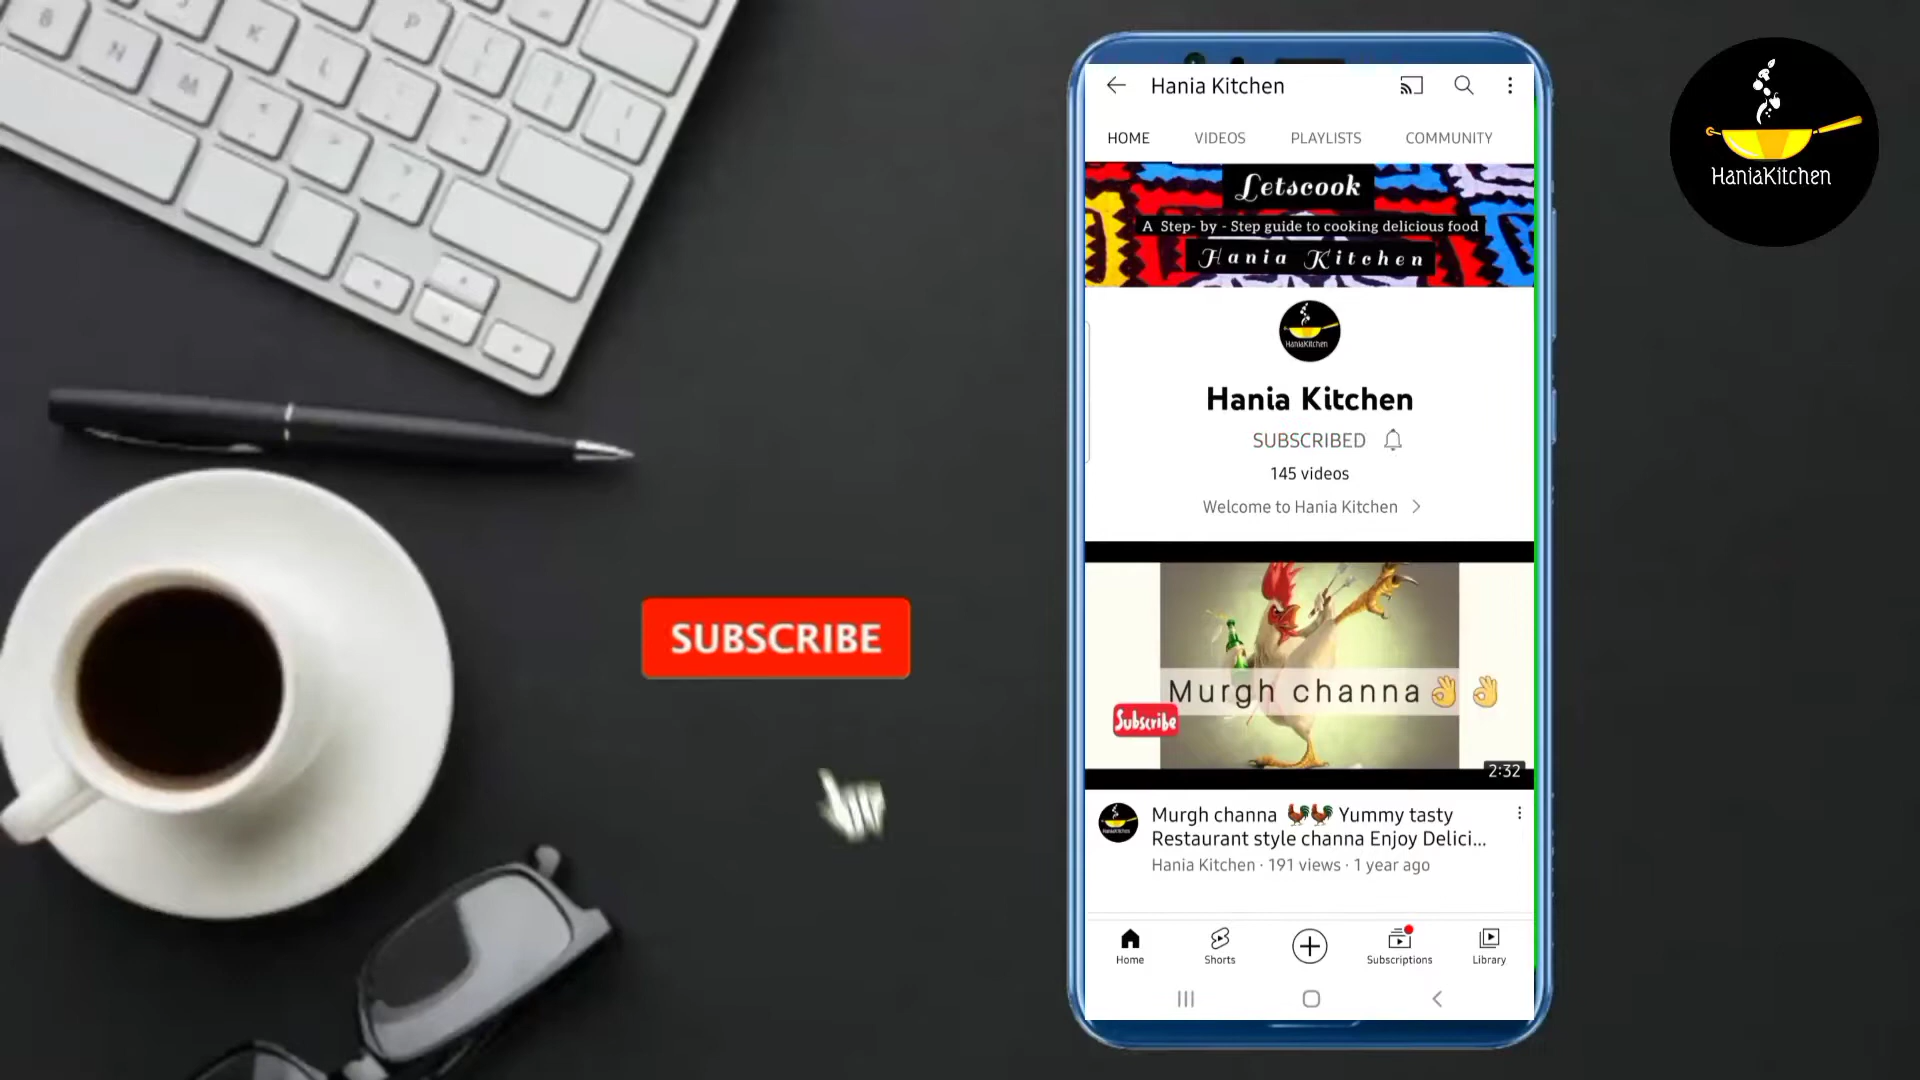 Hania Kitchen
HOME VIDEOS PLAYLISTS COMMUNITY
Letscook
A Step- by - Step guide to cooking delicious food
Hania Kitchen
HaniaKitchen
Hania Kitchen
SUBSCRIBED
145 videos
Welcome to Hania Kitchen
Murgh channa👌 👌
Subscribe
2:32
HaniaKitchen
Murgh channa 🐓🐓 Yummy tasty
Restaurant style channa Enjoy Delici...
Hania Kitchen · 191 views · 1 year ago
Home Shorts Subscriptions Library
SUBSCRIBE
HaniaKitchen
B N M K L P